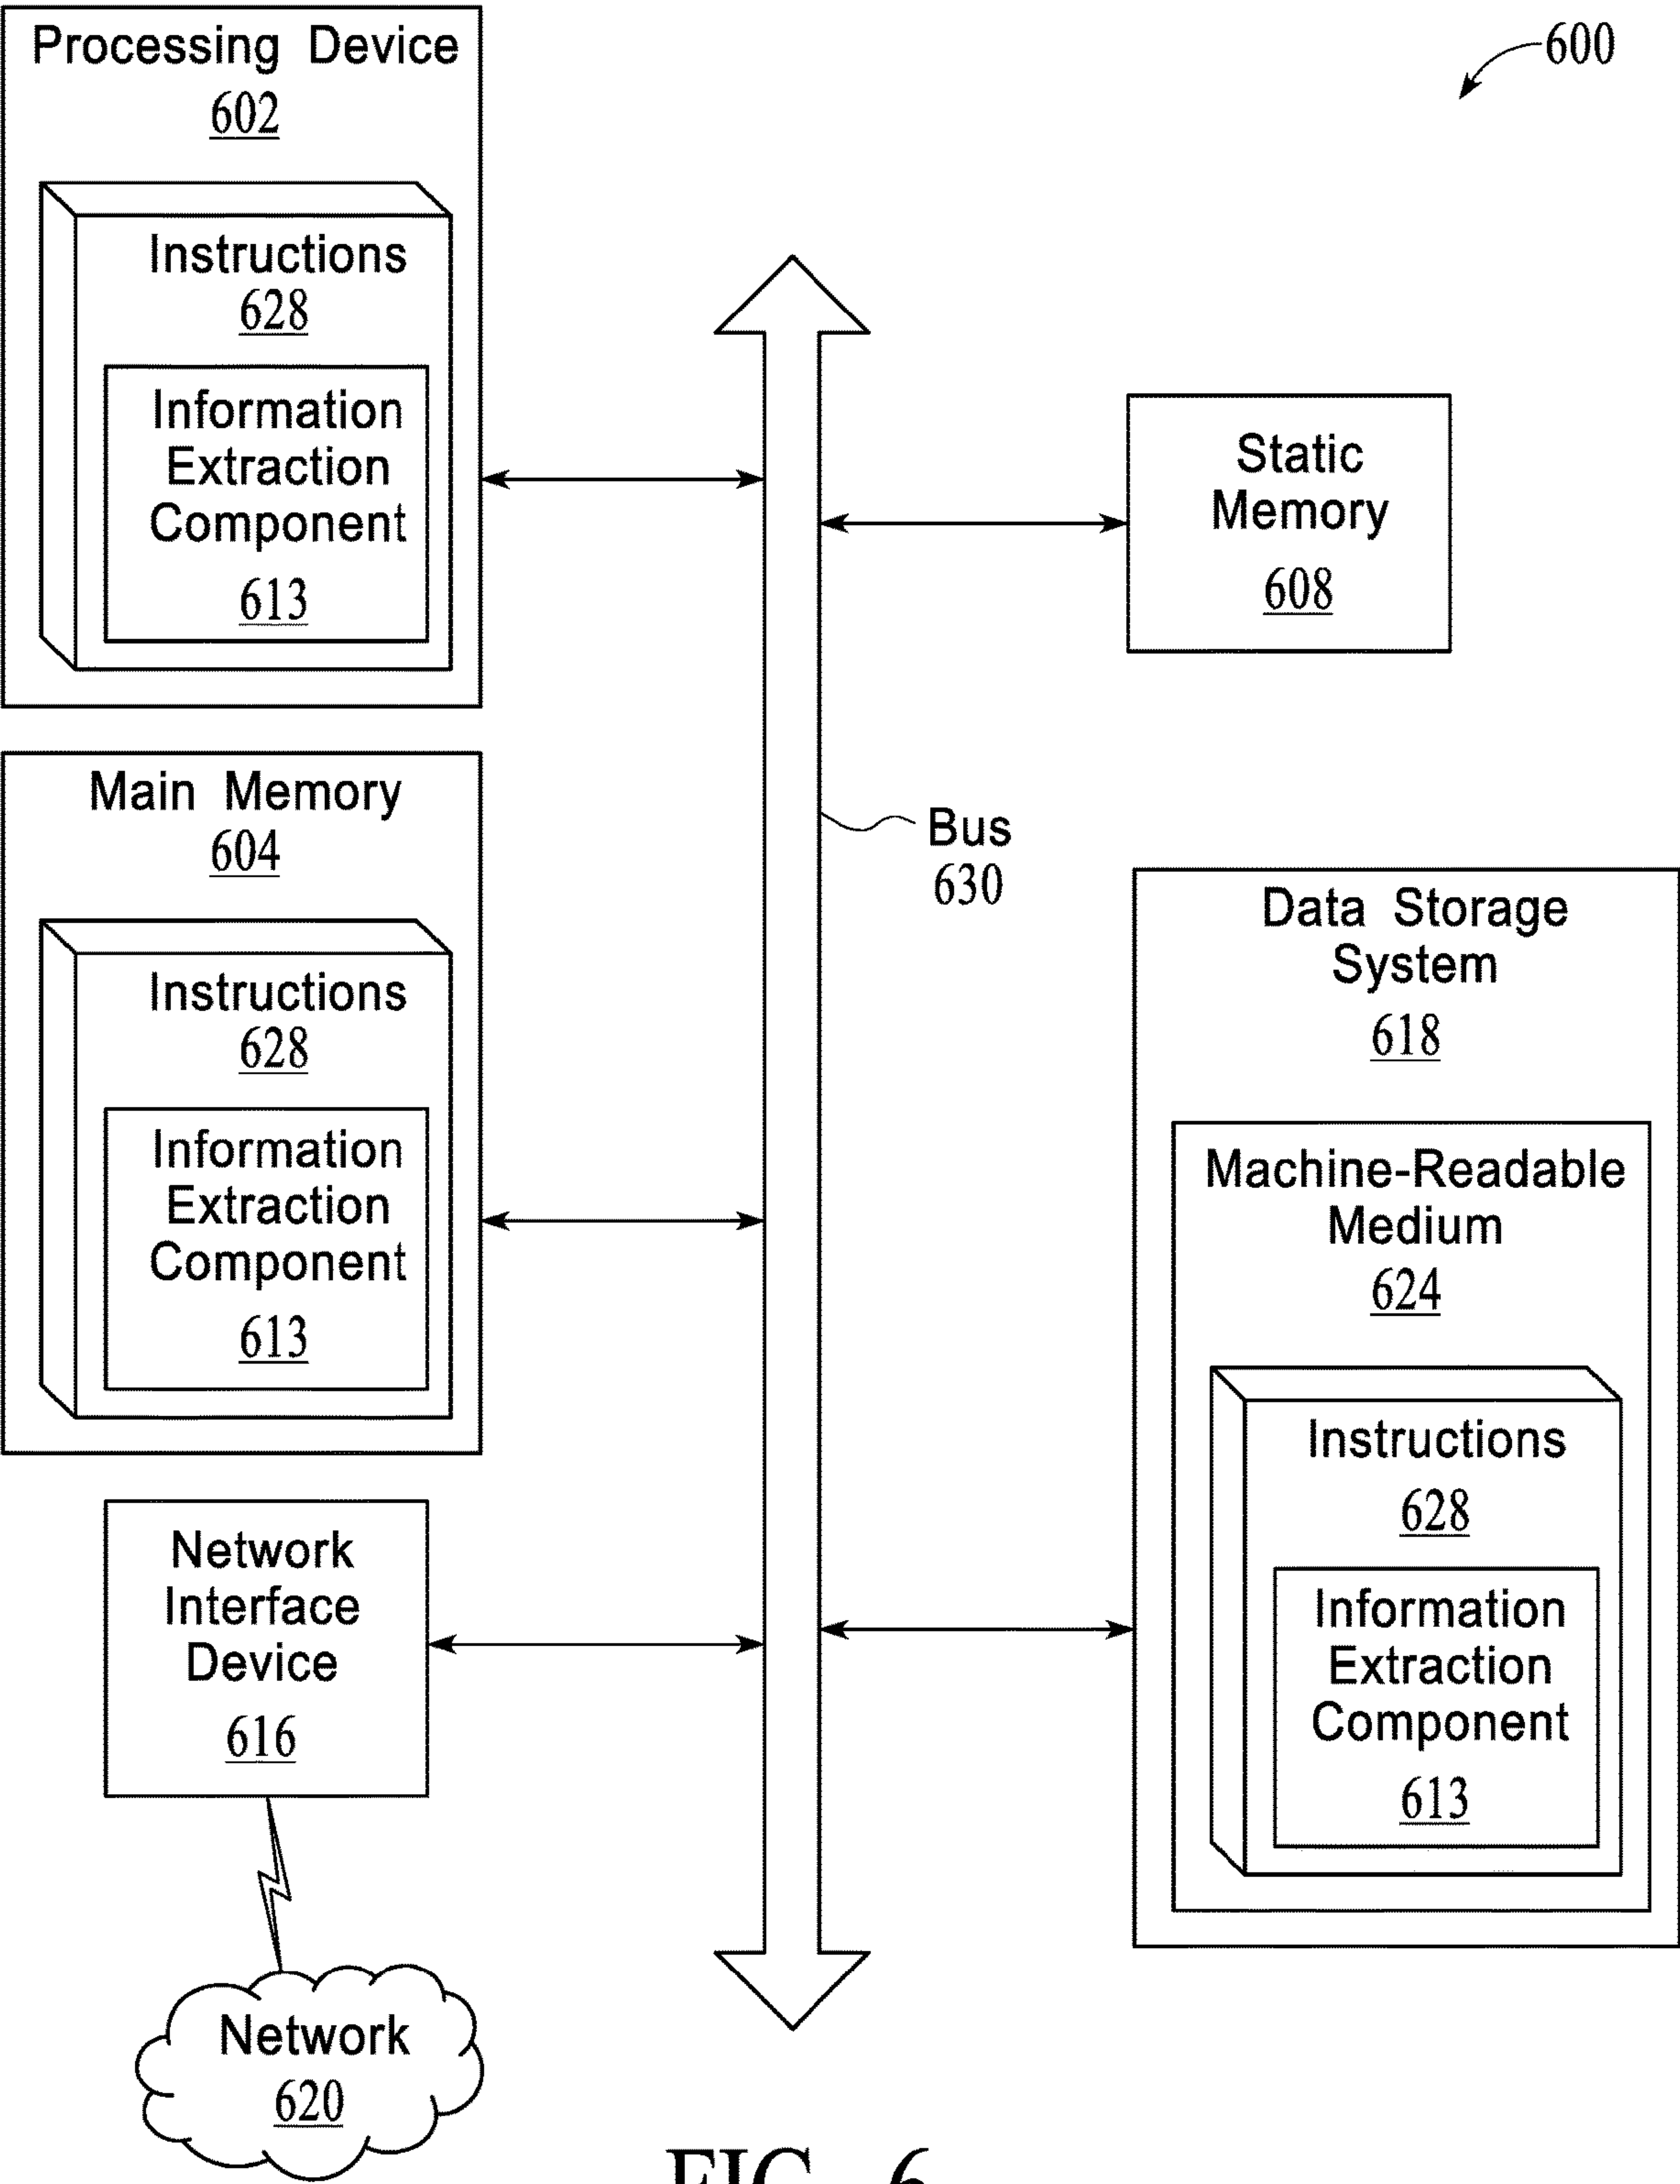 600
Processing Device
602
Instructions
628
Information
Extraction
Component
613
Static
Memory
608
Main Memory
604
Instructions
628
Information
Extraction
Component
613
Bus
630
Data Storage
System
618
Machine-Readable
Medium
624
Instructions
628
Information
Extraction
Component
613
Network
Interface
Device
616
Network
620
FIG. 6